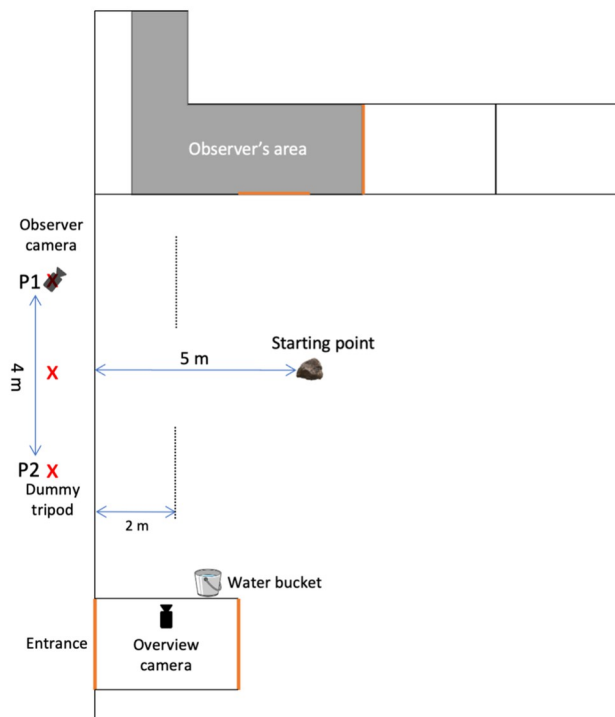 Observer's area
Observer
camera
P1
X
Starting point
5 m
4 m
X
P2 X
Dummy
tripod
2 m
Water bucket
Entrance
Overview
camera